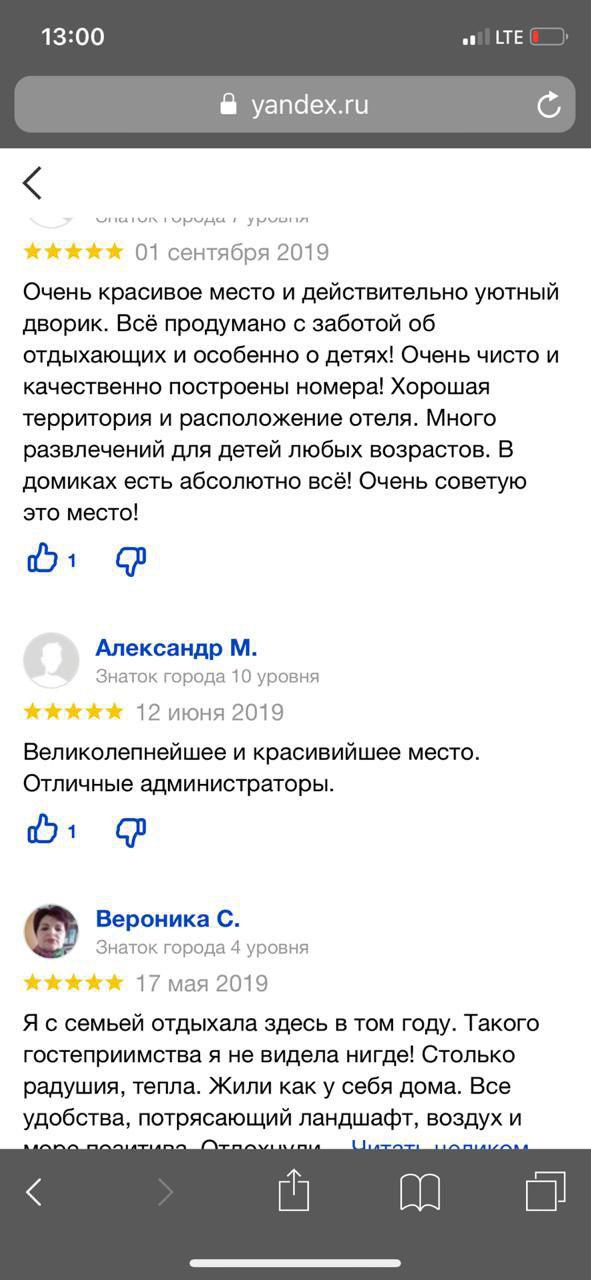 13:00
LTE
yandex.ru
Знаток города 7 уровня
01 сентября 2019
Очень красивое место и действительно уютный
дворик. Всё продумано с заботой об
отдыхающих и особенно о детях! Очень чисто и
качественно построены номера! Хорошая
территория и расположение отеля. Много
развлечений для детей любых возрастов. В
домиках есть абсолютно всё! Очень советую
это место!
1
Александр М.
Знаток города 10 уровня
12 июня 2019
Великолепнейшее и красивийшее место.
Отличные администраторы.
1
Вероника С.
Знаток города 4 уровня
17 мая 2019
Я с семьей отдыхала здесь в том году. Такого
гостеприимства я не видела нигде! Столько
радушия, тепла. Жили как у себя дома. Все
удобства, потрясающий ландшафт, воздух и
море позитива. Отдохнули... Читать целиком